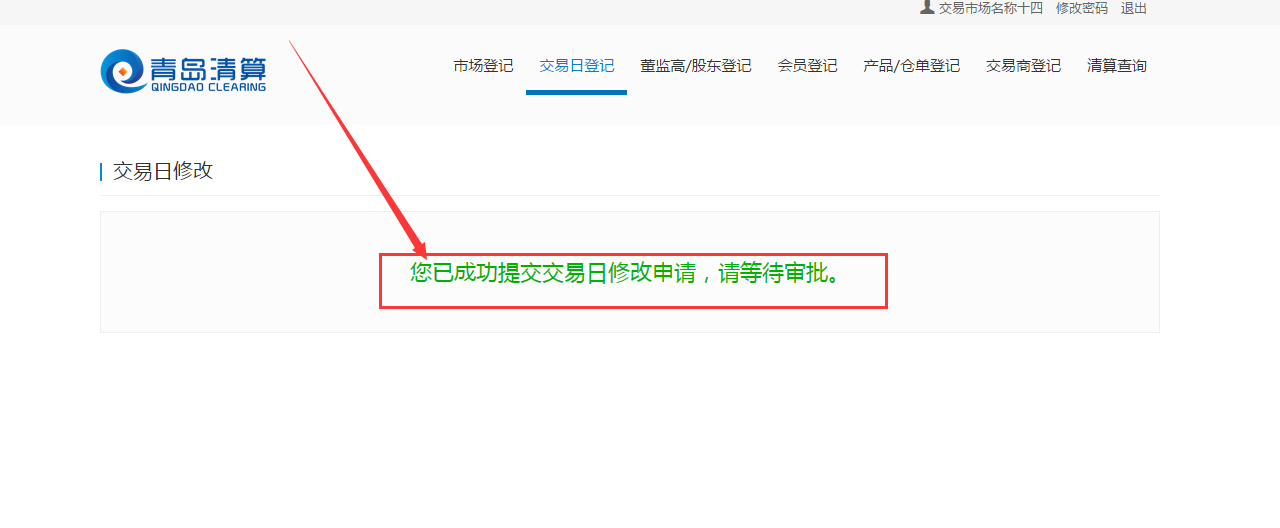 交易市场名称十四 修改密码 退出
青岛清算
QINGDAO CLEARING
市场登记 交易日登记 董监高/股东登记 会员登记 产品/仓单登记 交易商登记 清算查询
交易日修改
您已成功提交交易日修改申请，请等待审批。